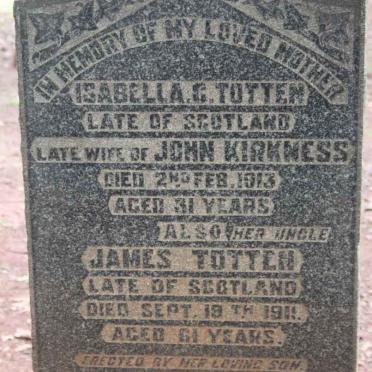 IN MEMORY OF MY LOVED MOTHER
ISABELLA.G.TOTTEN
LATE OF SCOTLAND
LATE WIFE OF JOHN KIRKNESS
DIED 2ND FEB. 1913
AGED 31 YEARS
ALSO HER UNCLE
JAMES TOTTEN
LATE OF SCOTLAND
DIED SEPT. 19TH 1911.
AGED 61 YEARS.
ERECTED BY HER LOVING SON.